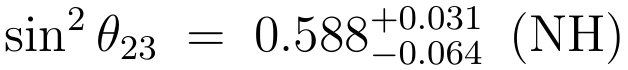 sin² θ₂₃ = 0.588⁺⁰·⁰³¹₋₀.₀₆₄ (NH)